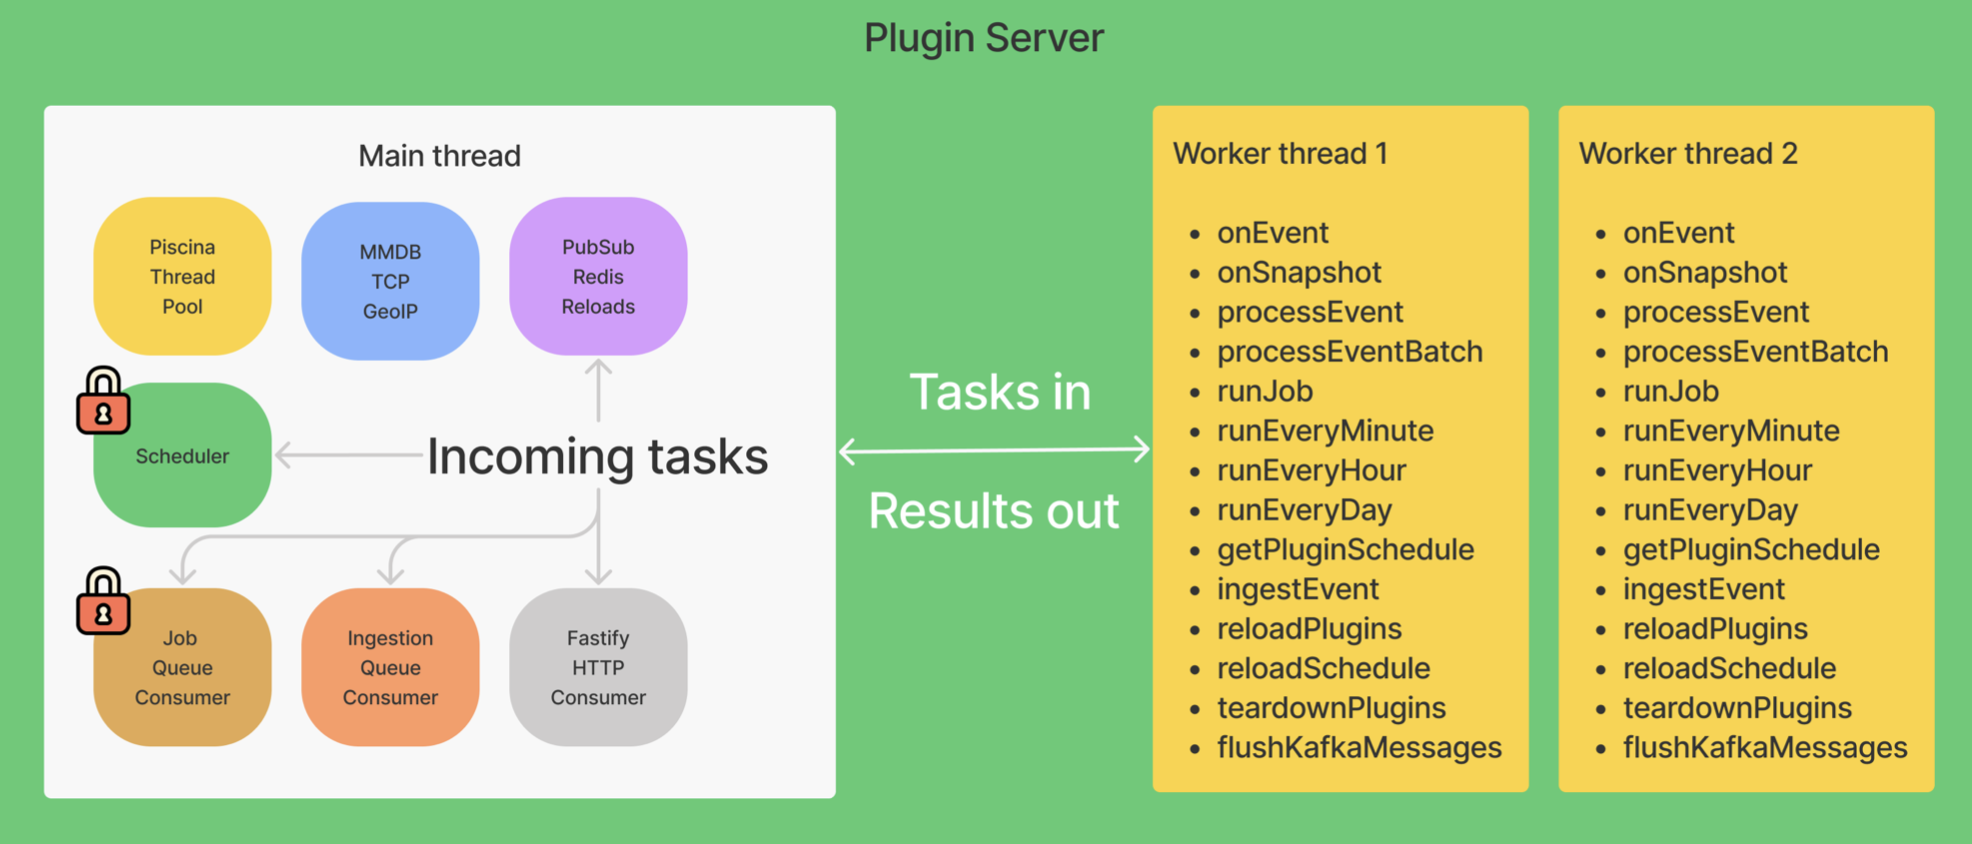 Plugin Server
Main thread
Piscina
Thread
Pool
MMDB
TCP
GeoIP
PubSub
Redis
Reloads
Scheduler
Incoming tasks
Job
Queue
Consumer
Ingestion
Queue
Consumer
Fastify
HTTP
Consumer
Tasks in
Results out
Worker thread 1
• onEvent
• onSnapshot
• processEvent
• processEventBatch
• runJob
• runEveryMinute
• runEveryHour
• runEveryDay
• getPluginSchedule
• ingestEvent
• reloadPlugins
• reloadSchedule
• teardownPlugins
• flushKafkaMessages
Worker thread 2
• onEvent
• onSnapshot
• processEvent
• processEventBatch
• runJob
• runEveryMinute
• runEveryHour
• runEveryDay
• getPluginSchedule
• ingestEvent
• reloadPlugins
• reloadSchedule
• teardownPlugins
• flushKafkaMessages